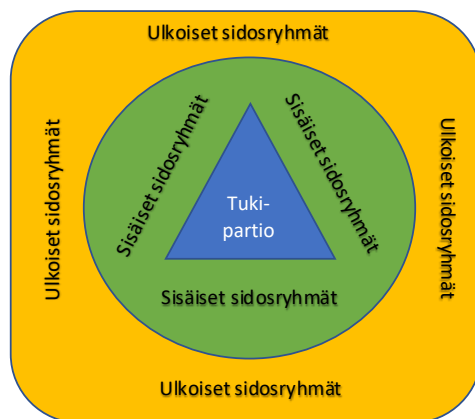 Ulkoiset sidosryhmät
Ulkoiset sidosryhmät
Sisäiset sidosryhmät
Tuki-
partio
Sisäiset sidosryhmät
Ulkoiset sidosryhmät
Sisäiset sidosryhmät
Ulkoiset sidosryhmät